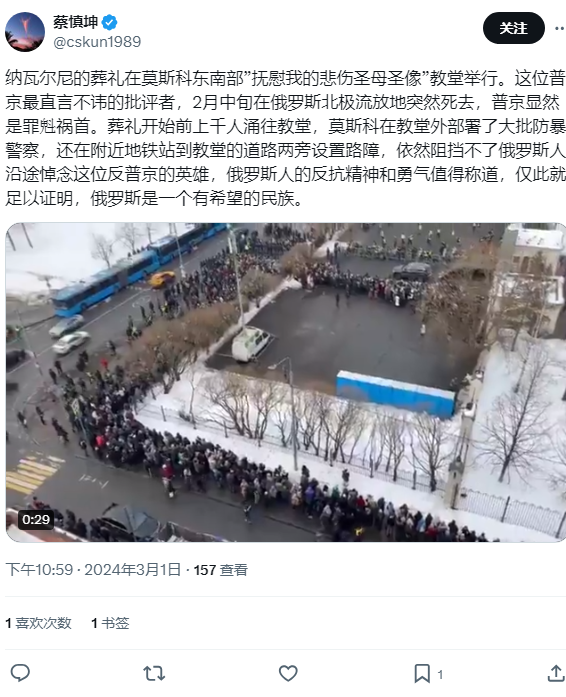 蔡慎坤
@cskun1989
关注
纳瓦尔尼的葬礼在莫斯科东南部”抚慰我的悲伤圣母圣像”教堂举行。这位普
京最直言不讳的批评者，2月中旬在俄罗斯北极流放地突然死去，普京显然
是罪魁祸首。葬礼开始前上千人涌往教堂，莫斯科在教堂外部署了大批防暴
警察，还在附近地铁站到教堂的道路两旁设置路障，依然阻挡不了俄罗斯人
沿途悼念这位反普京的英雄，俄罗斯人的反抗精神和勇气值得称道，仅此就
足以证明，俄罗斯是一个有希望的民族。
0:29
下午10:59 · 2024年3月1日 · 157 查看
1 喜欢次数 1 书签
1